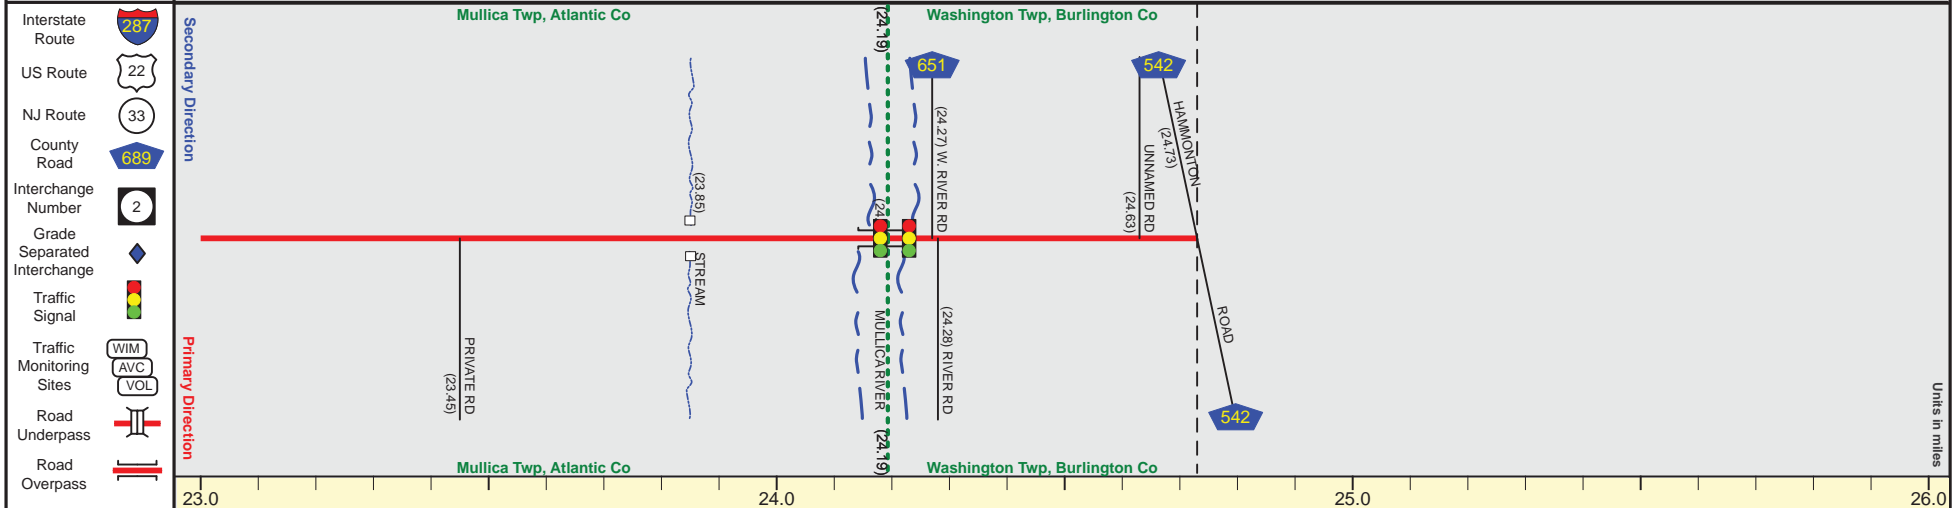 Interstate
Route
287
US Route
22
NJ Route
33
County
Road
689
Interchange
Number
2
Grade
Separated
Interchange
Traffic
Signal
Traffic
Monitoring
Sites
WIM
AVC
VOL
Road
Underpass
Road
Overpass
Secondary Direction
Primary Direction
Mullica Twp, Atlantic Co
(24.19)
Washington Twp, Burlington Co
651
542
(23.85)
STREAM
PRIVATE RD
(23.45)
(24.
MULLICA RIVER
(24.27) W. RIVER RD
(24.28) RIVER RD
UNNAMED RD
(24.63)
HAMMONTON
(24.73)
ROAD
542
Mullica Twp, Atlantic Co
(24.19)
Washington Twp, Burlington Co
Units in miles
23.0
24.0
25.0
26.0